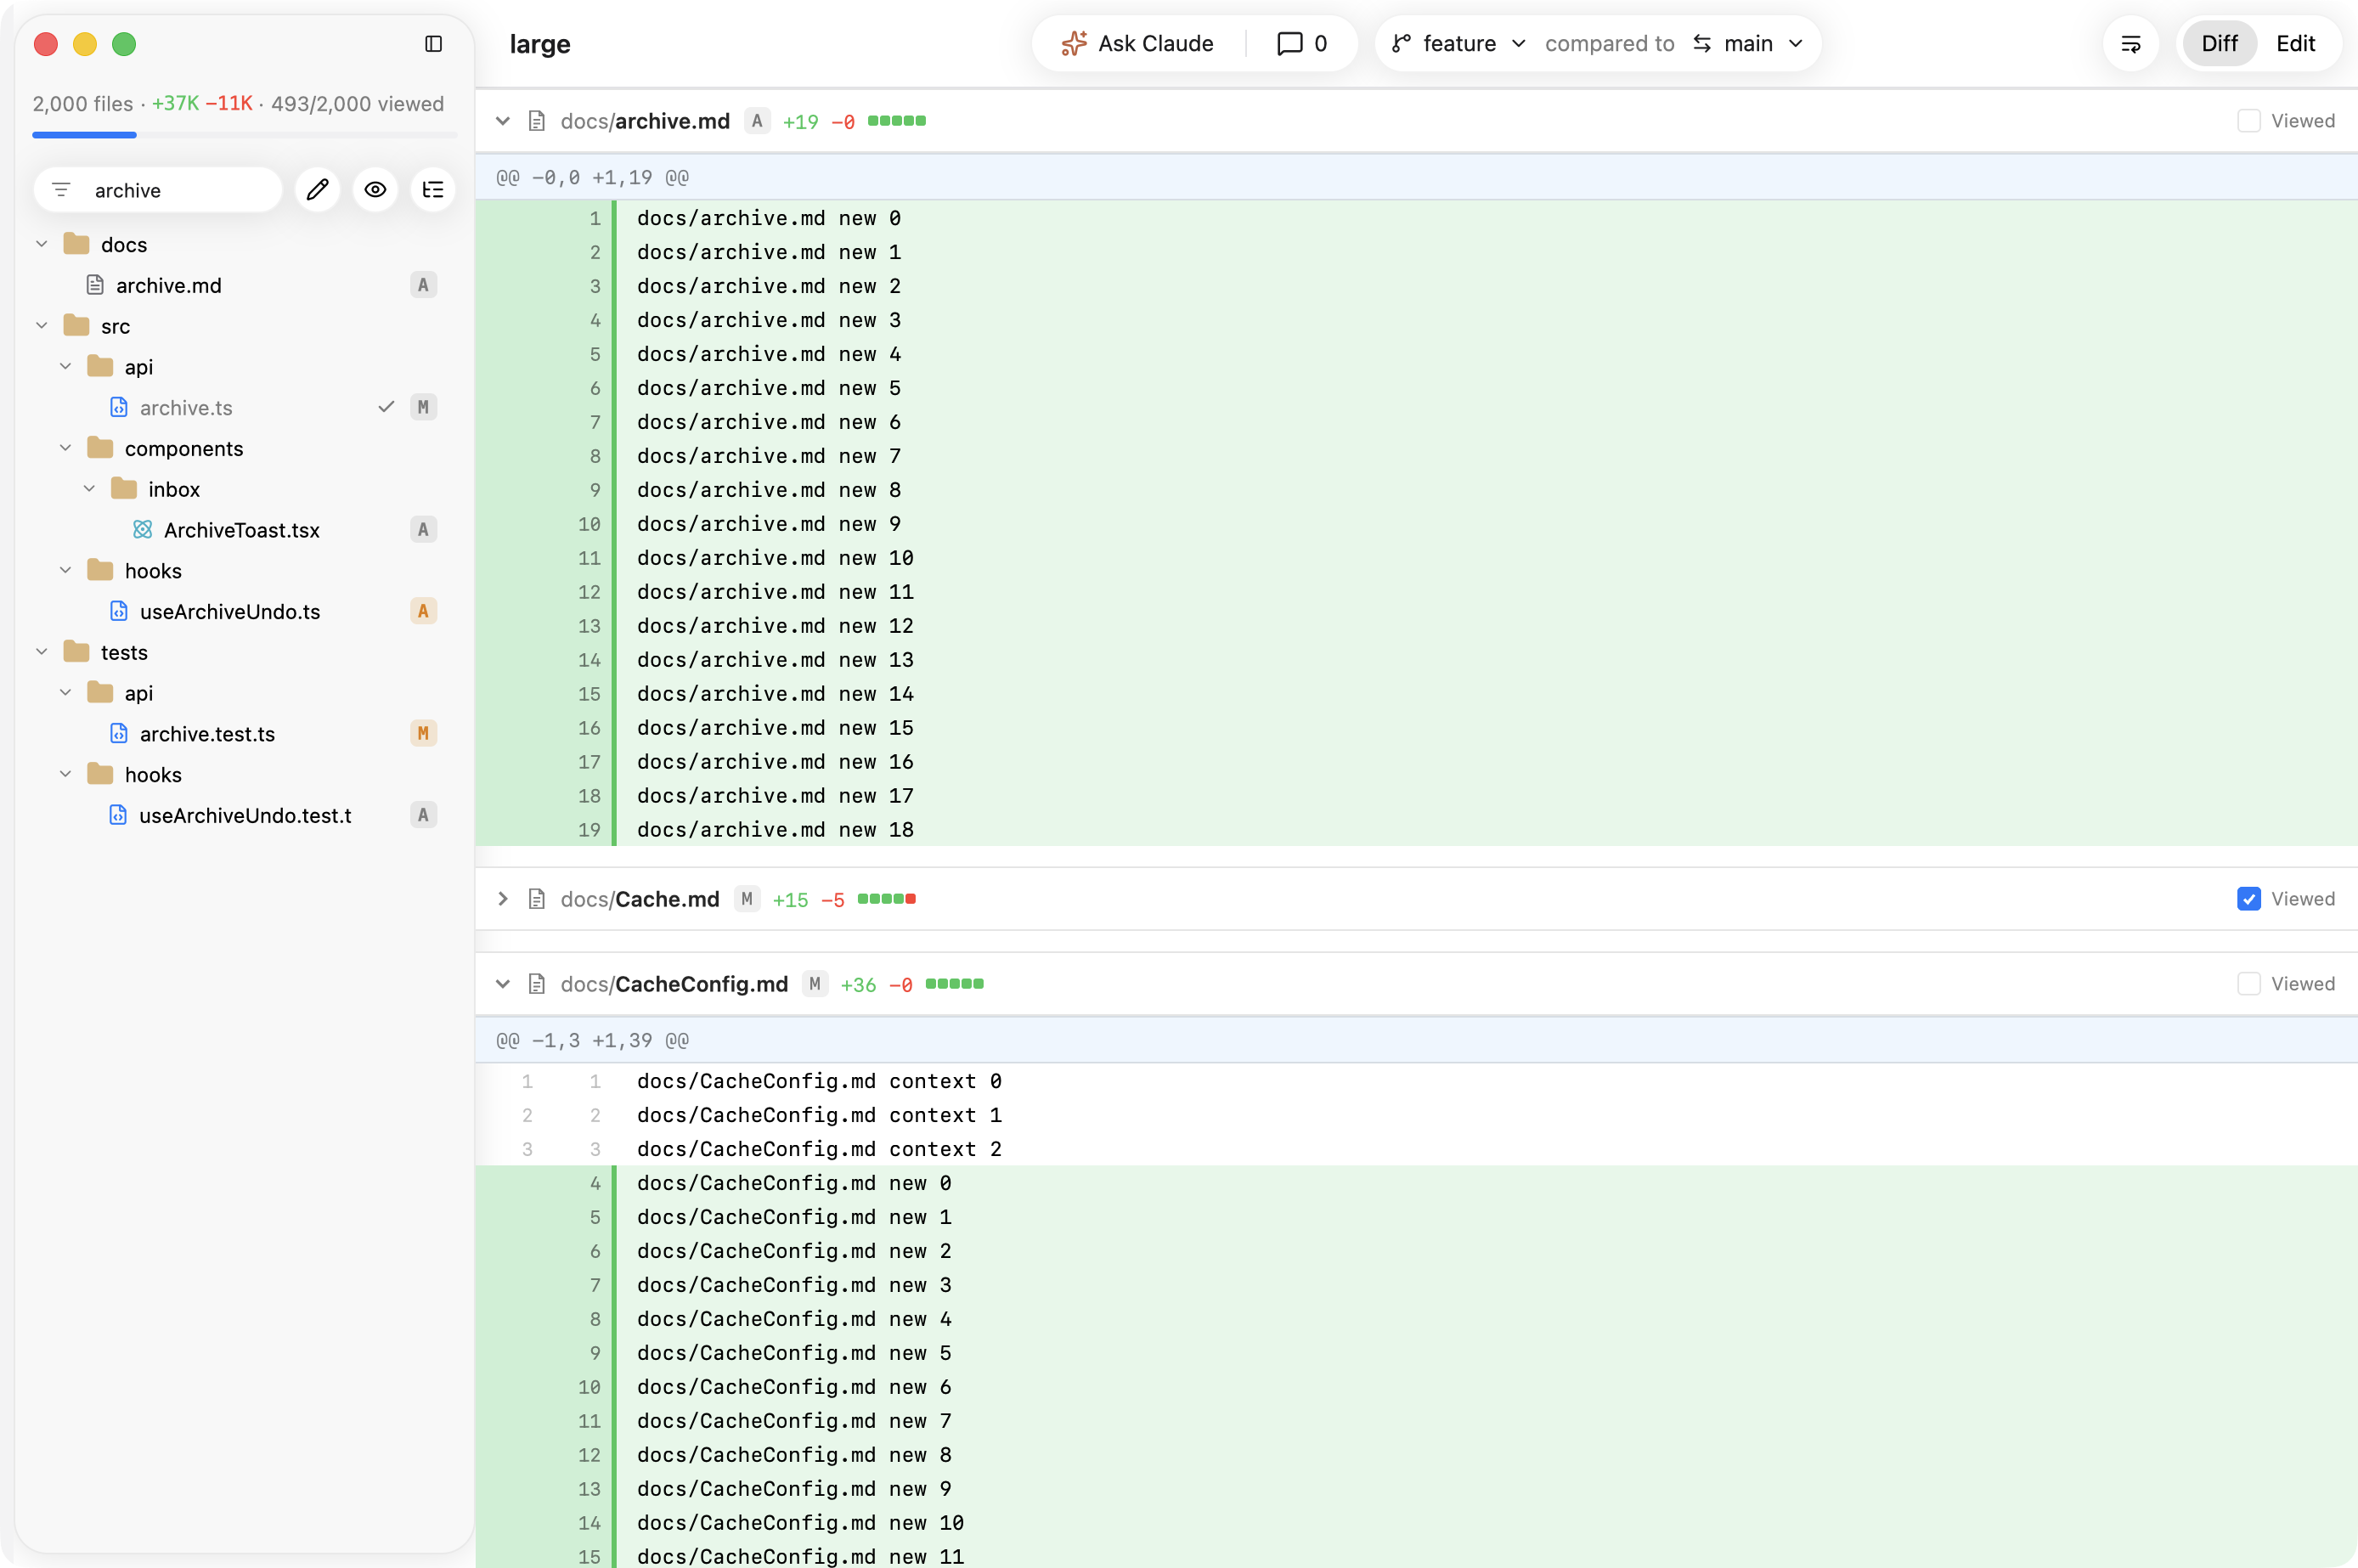 large
Ask Claude
0
feature
compared to
main
Diff
Edit
2,000 files · +37K −11K · 493/2,000 viewed
archive
docs
archive.md A
src
api
archive.ts M
components
inbox
ArchiveToast.tsx A
hooks
useArchiveUndo.ts A
tests
api
archive.test.ts M
hooks
useArchiveUndo.test.t A
docs/archive.md A +19 −0 Viewed
@@ −0,0 +1,19 @@
1 docs/archive.md new 0
2 docs/archive.md new 1
3 docs/archive.md new 2
4 docs/archive.md new 3
5 docs/archive.md new 4
6 docs/archive.md new 5
7 docs/archive.md new 6
8 docs/archive.md new 7
9 docs/archive.md new 8
10 docs/archive.md new 9
11 docs/archive.md new 10
12 docs/archive.md new 11
13 docs/archive.md new 12
14 docs/archive.md new 13
15 docs/archive.md new 14
16 docs/archive.md new 15
17 docs/archive.md new 16
18 docs/archive.md new 17
19 docs/archive.md new 18
docs/Cache.md M +15 −5 Viewed
docs/CacheConfig.md M +36 −0 Viewed
@@ −1,3 +1,39 @@
1 1 docs/CacheConfig.md context 0
2 2 docs/CacheConfig.md context 1
3 3 docs/CacheConfig.md context 2
4 docs/CacheConfig.md new 0
5 docs/CacheConfig.md new 1
6 docs/CacheConfig.md new 2
7 docs/CacheConfig.md new 3
8 docs/CacheConfig.md new 4
9 docs/CacheConfig.md new 5
10 docs/CacheConfig.md new 6
11 docs/CacheConfig.md new 7
12 docs/CacheConfig.md new 8
13 docs/CacheConfig.md new 9
14 docs/CacheConfig.md new 10
15 docs/CacheConfig.md new 11